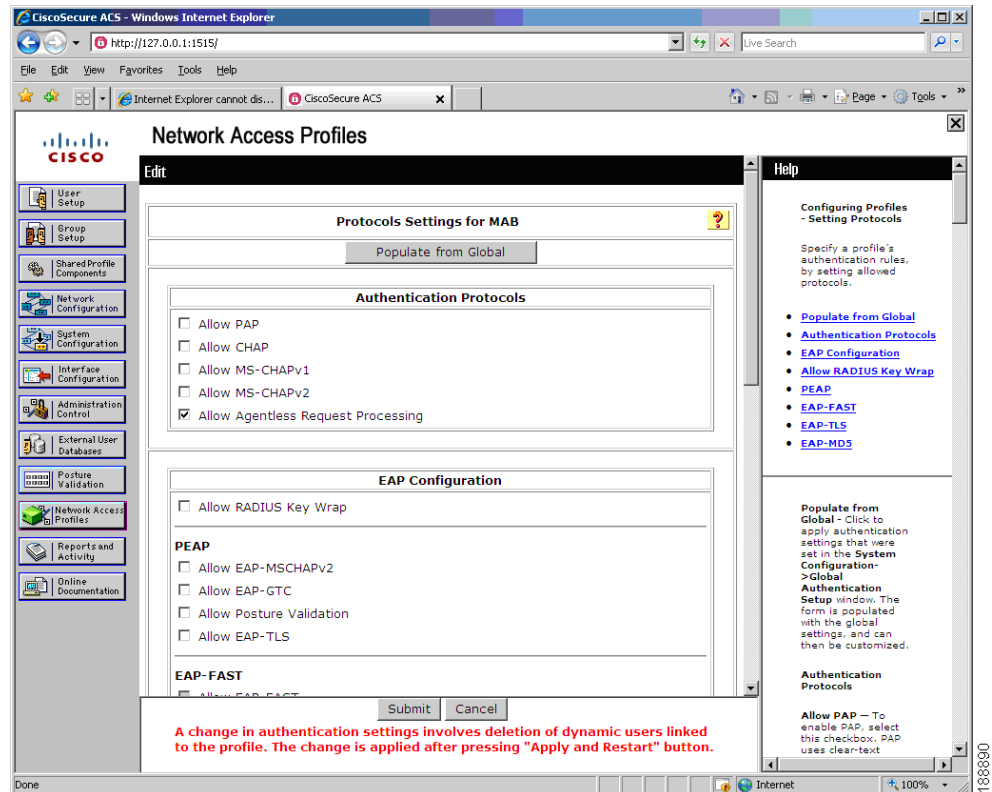 CiscoSecure ACS - Windows Internet Explorer
http://127.0.0.1:1515/
Live Search
File Edit View Favorites Tools Help
Internet Explorer cannot dis...
CiscoSecure ACS
Page
Tools
CISCO
Network Access Profiles
User
Setup
Group
Setup
Shared Profile
Components
Network
Configuration
System
Configuration
Interface
Configuration
Administration
Control
External User
Databases
Posture
Validation
Network Access
Profiles
Reports and
Activity
Online
Documentation
Edit
Protocols Settings for MAB
?
Populate from Global
Authentication Protocols
Allow PAP
Allow CHAP
Allow MS-CHAPv1
Allow MS-CHAPv2
Allow Agentless Request Processing
EAP Configuration
Allow RADIUS Key Wrap
PEAP
Allow EAP-MSCHAPv2
Allow EAP-GTC
Allow Posture Validation
Allow EAP-TLS
EAP-FAST
Allow EAP-FAST
Submit
Cancel
A change in authentication settings involves deletion of dynamic users linked
to the profile. The change is applied after pressing "Apply and Restart" button.
Help
Configuring Profiles
- Setting Protocols
Specify a profile's
authentication rules,
by setting allowed
protocols.
Populate from Global
Authentication Protocols
EAP Configuration
Allow RADIUS Key Wrap
PEAP
EAP-FAST
EAP-TLS
EAP-MD5
Populate from
Global - Click to
apply authentication
settings that were
set in the System
Configuration-
>Global
Authentication
Setup window. The
form is populated
with the global
settings, and can
then be customized.
Authentication
Protocols
Allow PAP — To
enable PAP, select
this checkbox. PAP
uses clear-text
Done
Internet
100%
188890